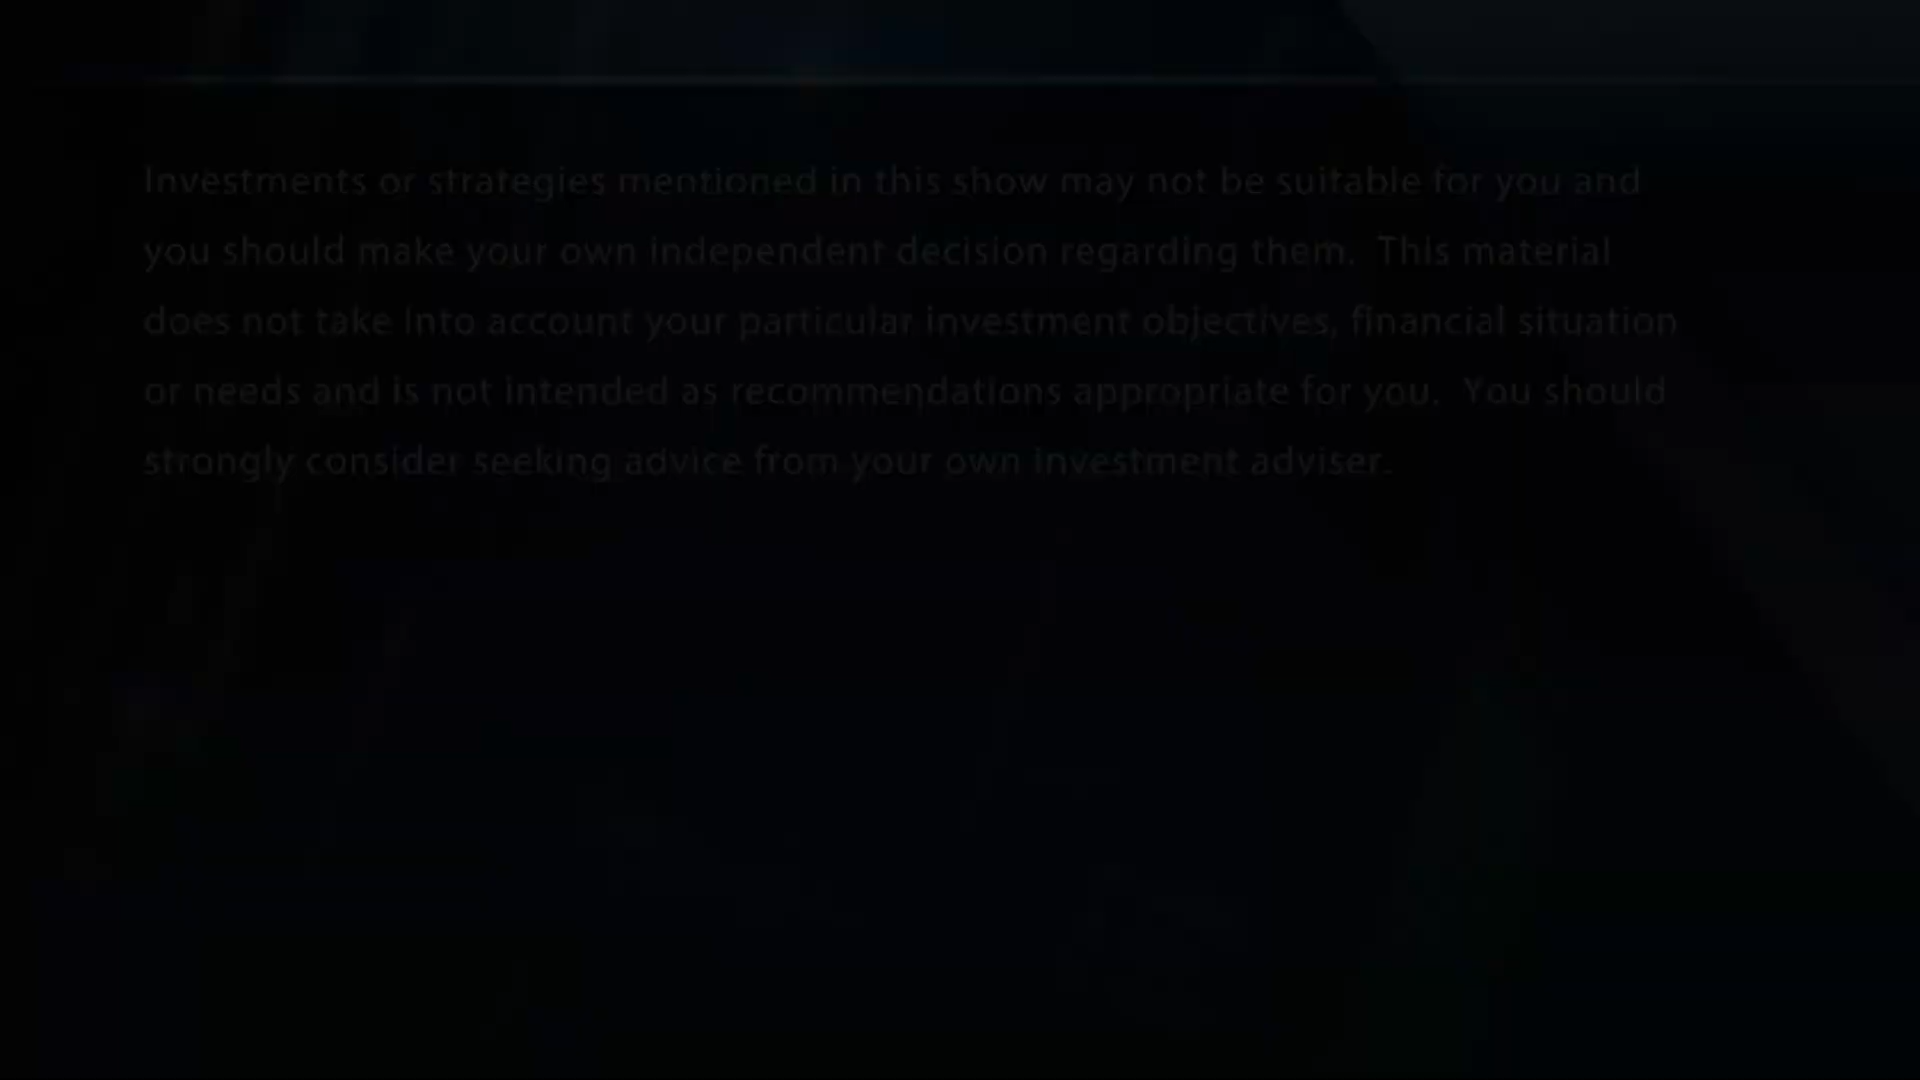 Investments or strategies mentioned in this show may not be suitable for you and
you should make your own independent decision regarding them.  This material
does not take into account your particular investment objectives, financial situation
or needs and is not intended as recommendations appropriate for you.  You should
strongly consider seeking advice from your own investment adviser.